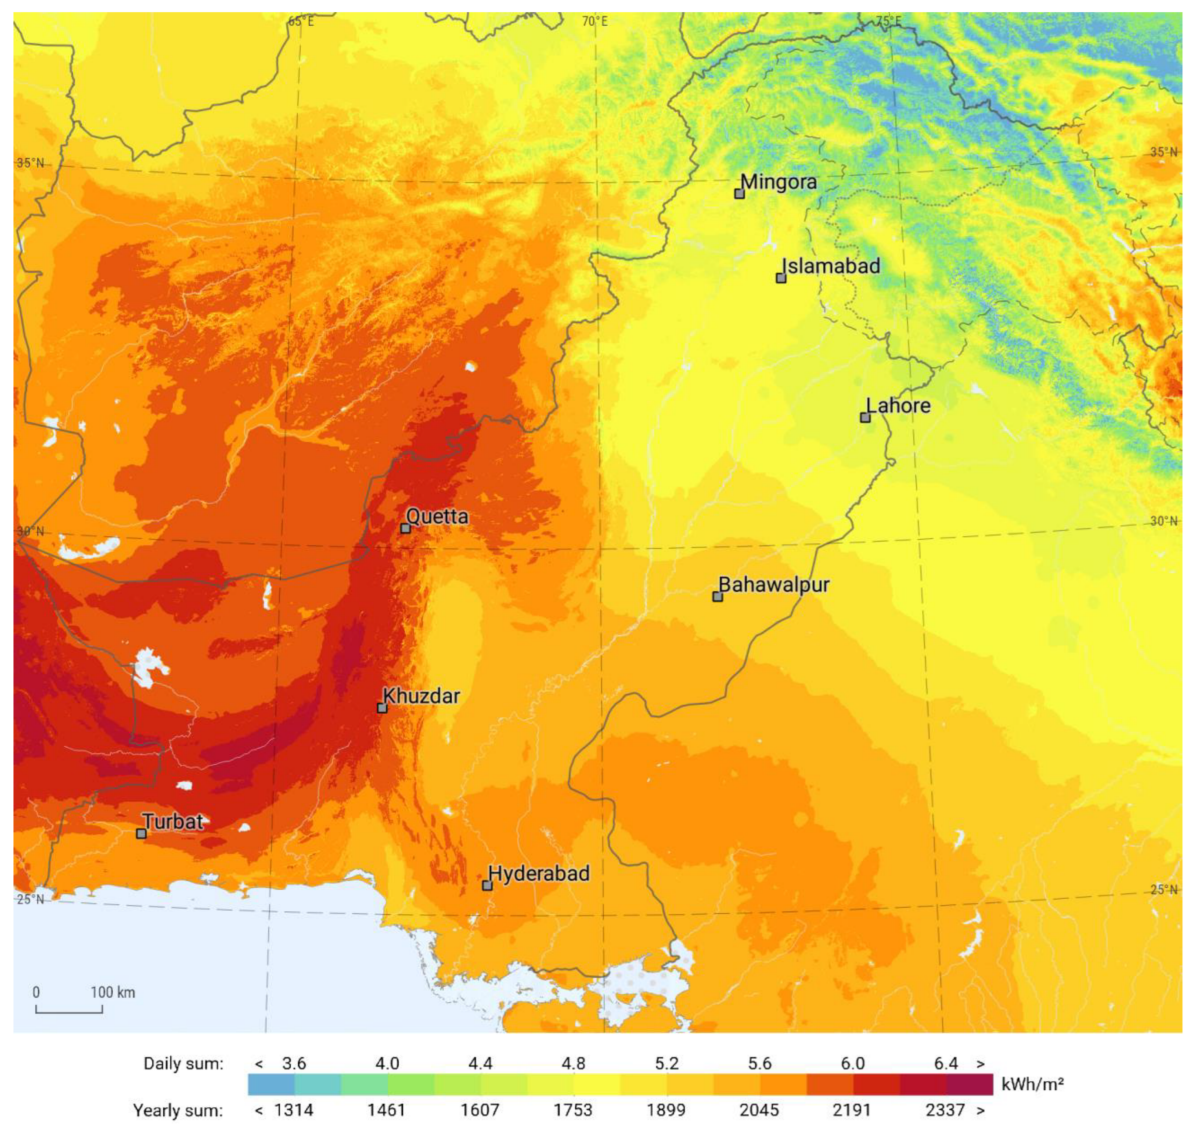 65°E 70°E 75°E
35°N 35°N
Mingora
Islamabad
Lahore
Quetta
30°N 30°N
Bahawalpur
Khuzdar
Turbat
Hyderabad
25°N 25°N
0 100 km
Daily sum: < 3.6 4.0 4.4 4.8 5.2 5.6 6.0 6.4 >
kWh/m²
Yearly sum: < 1314 1461 1607 1753 1899 2045 2191 2337 >